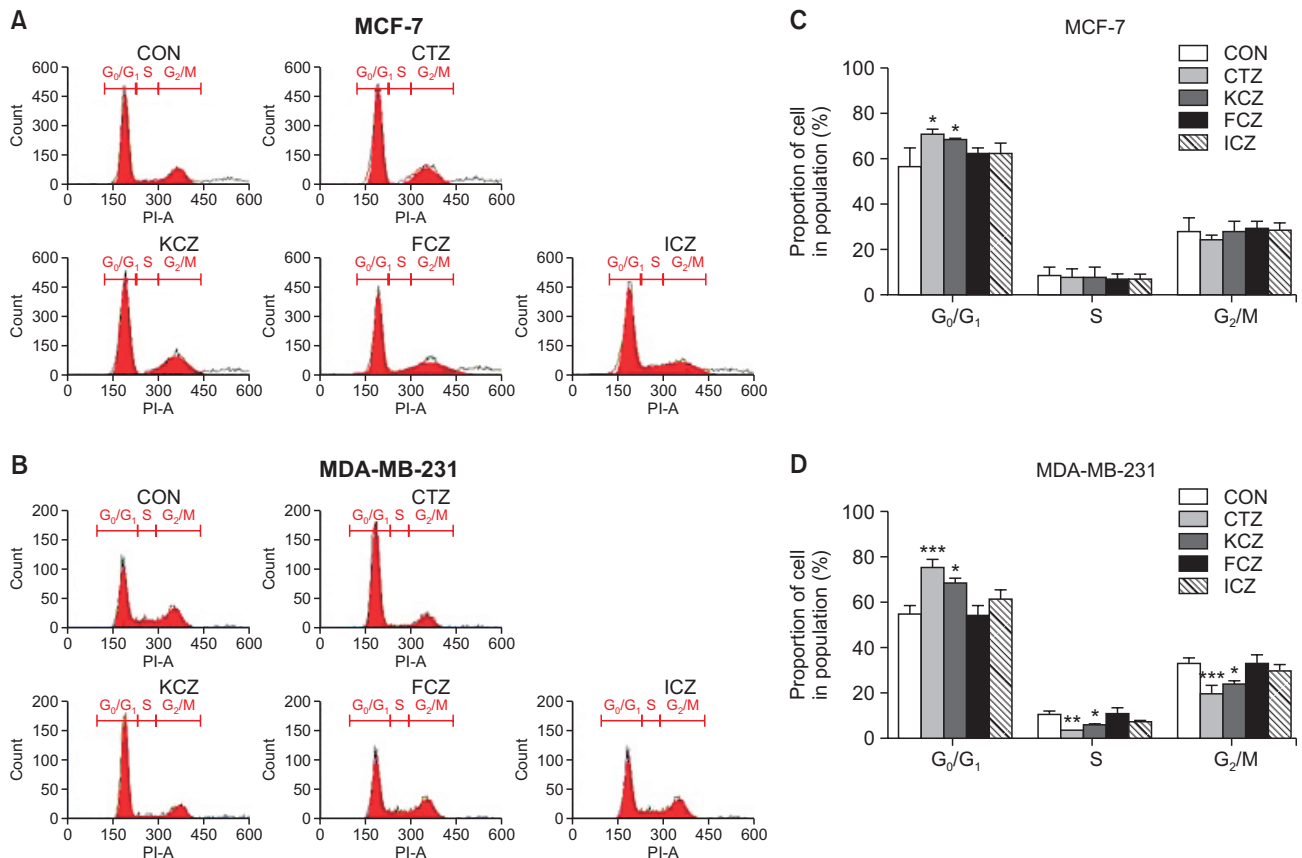 A
MCF-7
CON
G₀/G₁ S G₂/M
600
450
300
150
0
Count
0 150 300 450 600
PI-A
CTZ
G₀/G₁ S G₂/M
600
450
300
150
0
Count
0 150 300 450 600
PI-A
KCZ
G₀/G₁ S G₂/M
600
450
300
150
0
Count
0 150 300 450 600
PI-A
FCZ
G₀/G₁ S G₂/M
600
450
300
150
0
Count
0 150 300 450 600
PI-A
ICZ
G₀/G₁ S G₂/M
600
450
300
150
0
Count
0 150 300 450 600
PI-A
B
MDA-MB-231
CON
G₀/G₁ S G₂/M
200
150
100
50
0
Count
0 150 300 450 600
PI-A
CTZ
G₀/G₁ S G₂/M
200
150
100
50
0
Count
0 150 300 450 600
PI-A
KCZ
G₀/G₁ S G₂/M
200
150
100
50
0
Count
0 150 300 450 600
PI-A
FCZ
G₀/G₁ S G₂/M
200
150
100
50
0
Count
0 150 300 450 600
PI-A
ICZ
G₀/G₁ S G₂/M
200
150
100
50
0
Count
0 150 300 450 600
PI-A
C
MCF-7
CON
CTZ
KCZ
FCZ
ICZ
100
80
60
40
20
0
Proportion of cell
in population (%)
* *
G₀/G₁ S G₂/M
D
MDA-MB-231
CON
CTZ
KCZ
FCZ
ICZ
100
80
60
40
20
0
Proportion of cell
in population (%)
*** *
** *
*** *
G₀/G₁ S G₂/M